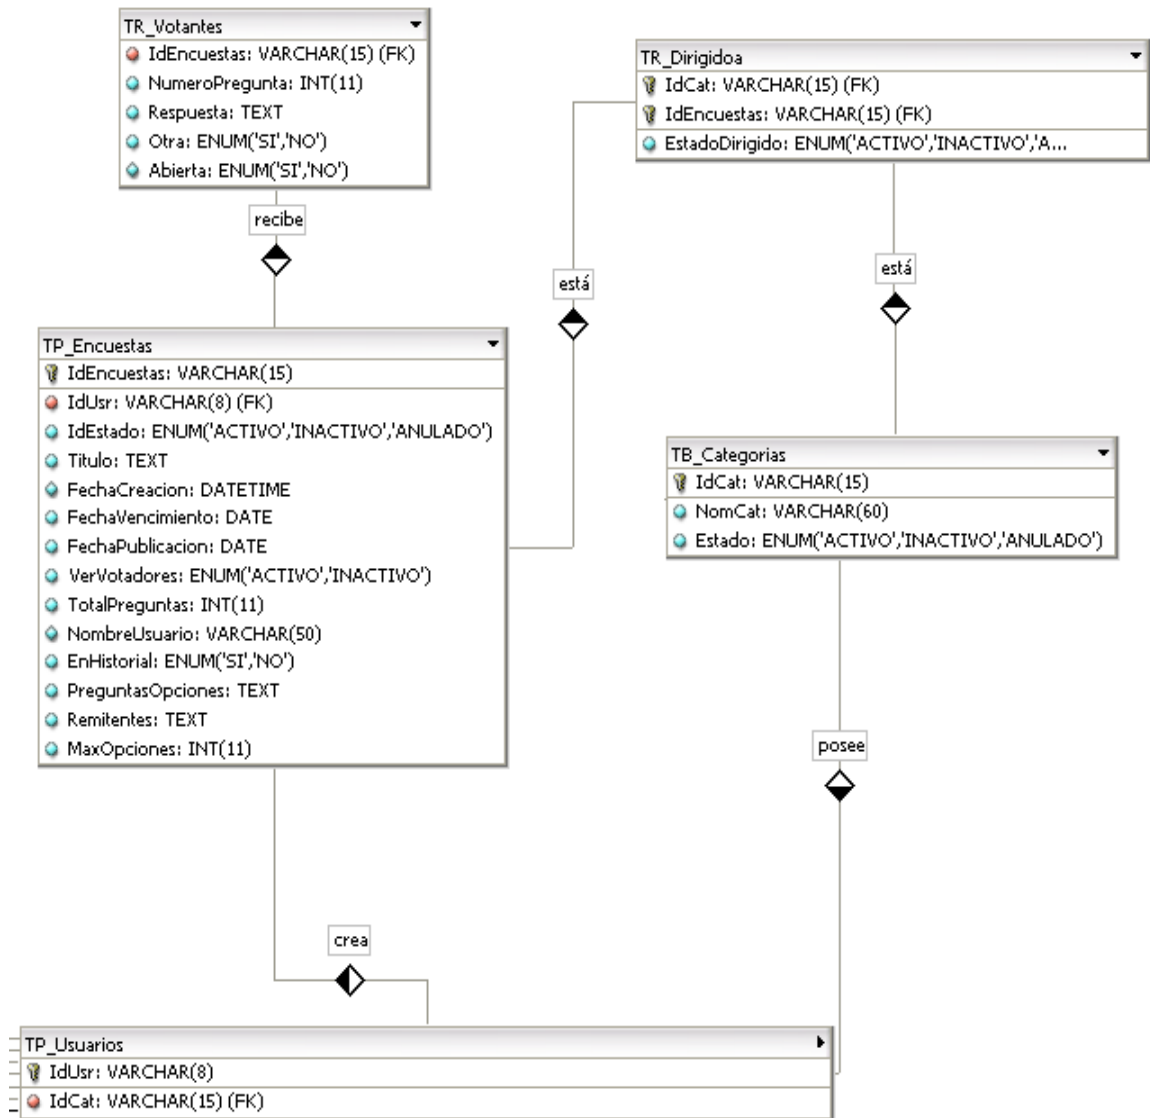 TR_Votantes
IdEncuestas: VARCHAR(15) (FK)
NumeroPregunta: INT(11)
Respuesta: TEXT
Otra: ENUM('SI','NO')
Abierta: ENUM('SI','NO')
recibe
TR_Dirigidoa
IdCat: VARCHAR(15) (FK)
IdEncuestas: VARCHAR(15) (FK)
EstadoDirigido: ENUM('ACTIVO','INACTIVO','A...
está
está
TP_Encuestas
IdEncuestas: VARCHAR(15)
IdUsr: VARCHAR(8) (FK)
IdEstado: ENUM('ACTIVO','INACTIVO','ANULADO')
Titulo: TEXT
FechaCreacion: DATETIME
FechaVencimiento: DATE
FechaPublicacion: DATE
VerVotadores: ENUM('ACTIVO','INACTIVO')
TotalPreguntas: INT(11)
NombreUsuario: VARCHAR(50)
EnHistorial: ENUM('SI','NO')
PreguntasOpciones: TEXT
Remitentes: TEXT
MaxOpciones: INT(11)
TB_Categorias
IdCat: VARCHAR(15)
NomCat: VARCHAR(60)
Estado: ENUM('ACTIVO','INACTIVO','ANULADO')
posee
crea
TP_Usuarios
IdUsr: VARCHAR(8)
IdCat: VARCHAR(15) (FK)